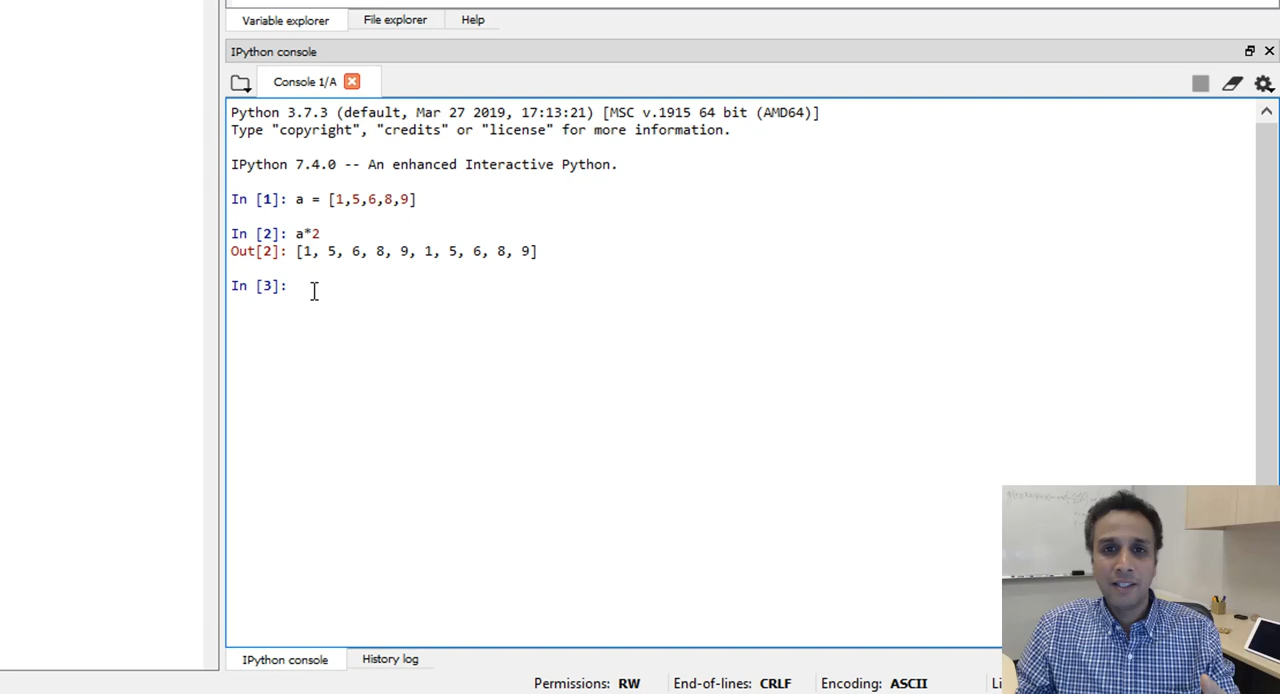 Variable explorer File explorer Help
IPython console
Console 1/A
Python 3.7.3 (default, Mar 27 2019, 17:13:21) [MSC v.1915 64 bit (AMD64)]
Type "copyright", "credits" or "license" for more information.
IPython 7.4.0 -- An enhanced Interactive Python.
In [1]: a = [1,5,6,8,9]
In [2]: a*2
Out[2]: [1, 5, 6, 8, 9, 1, 5, 6, 8, 9]
In [3]:
IPython console History log
Permissions: RW End-of-lines: CRLF Encoding: ASCII Li